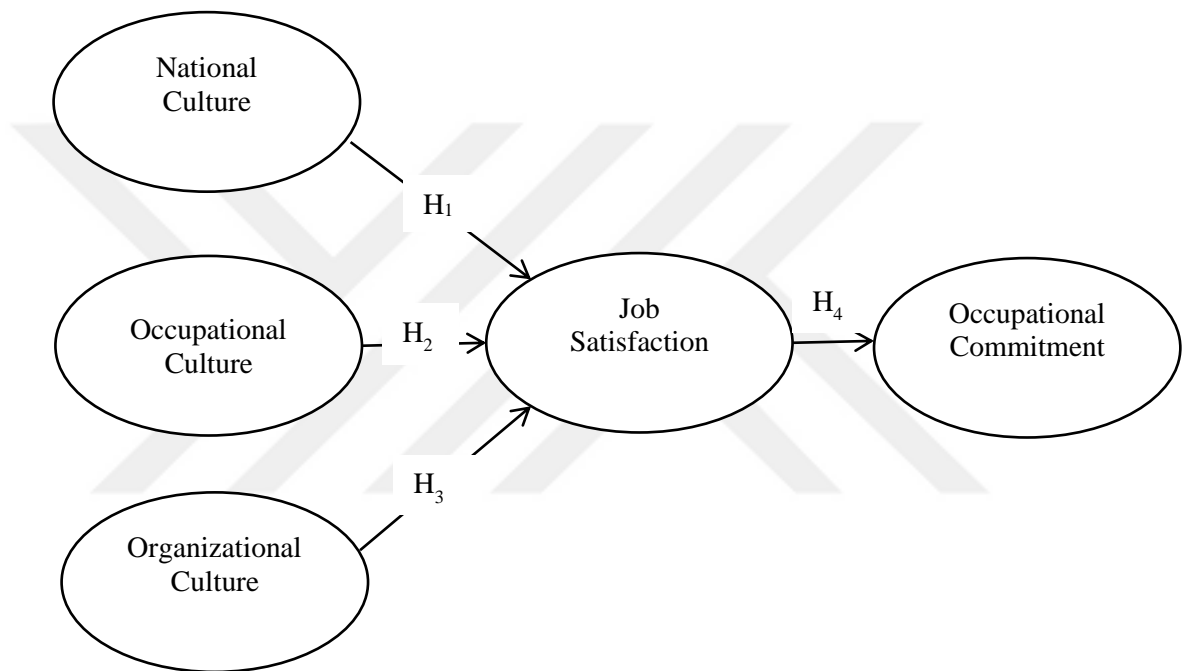 National
Culture
H₁
Occupational
Culture
H₂
Job
Satisfaction
H₄
Occupational
Commitment
H₃
Organizational
Culture